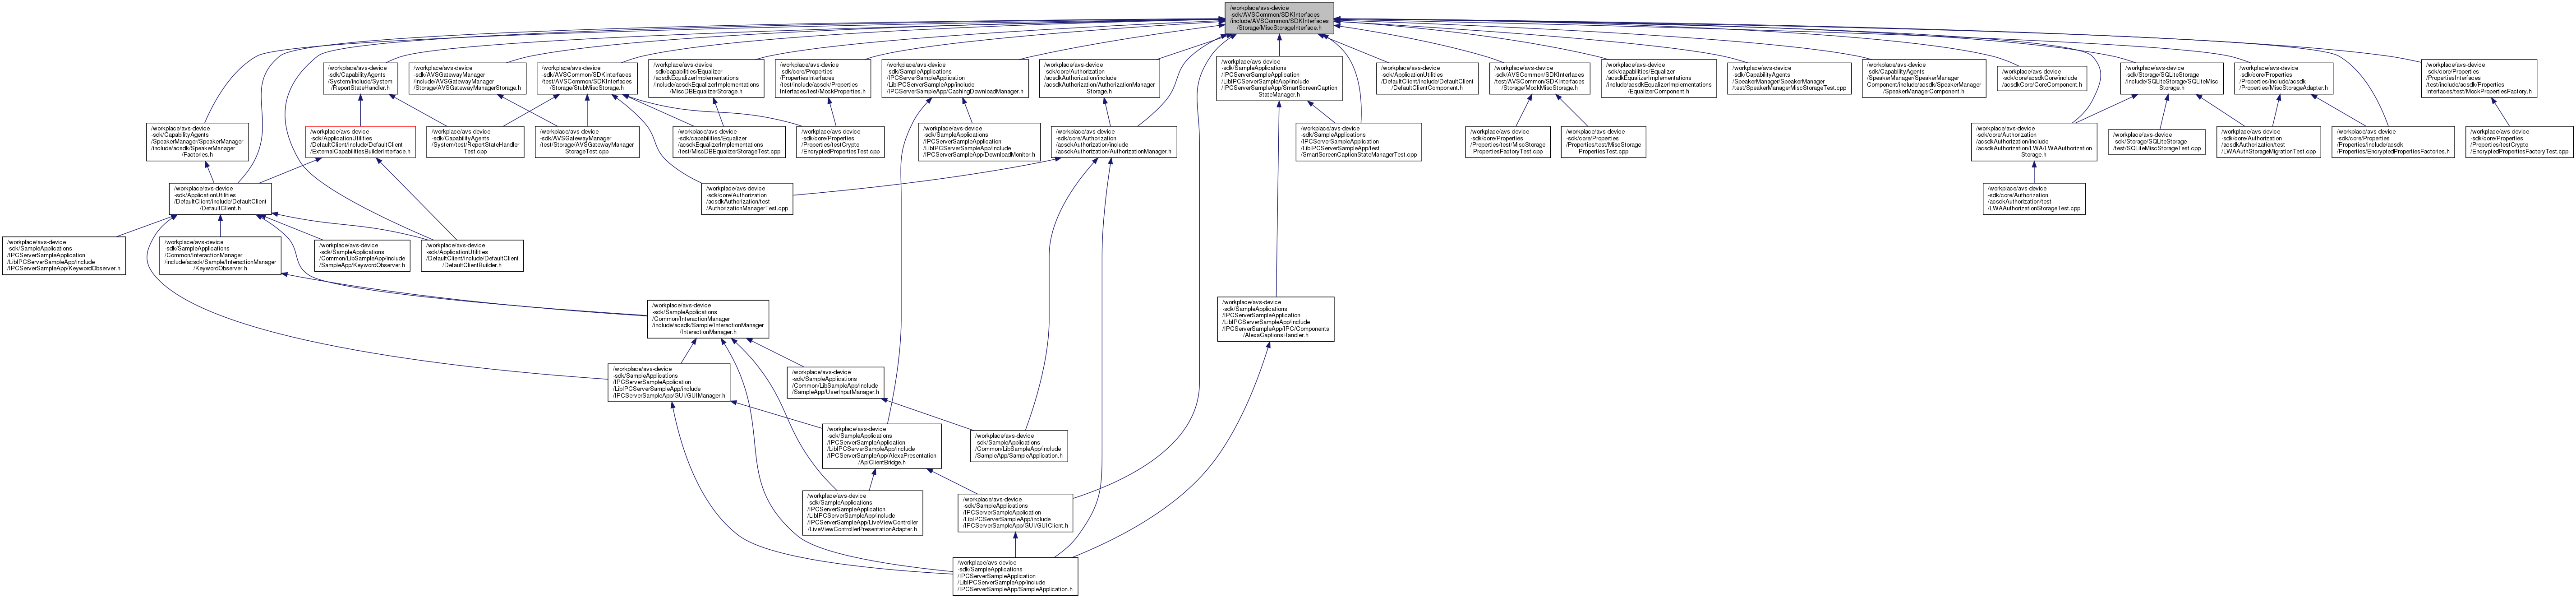 /workplace/avs-device
-sdk/AVSCommon/SDKInterfaces
/include/AVSCommon/SDKInterfaces
/Storage/MiscStorageInterface.h
/workplace/avs-device
-sdk/CapabilityAgents
/System/include/System
/ReportStateHandler.h
/workplace/avs-device
-sdk/AVSGatewayManager
/include/AVSGatewayManager
/Storage/AVSGatewayManagerStorage.h
/workplace/avs-device
-sdk/AVSCommon/SDKInterfaces
/test/AVSCommon/SDKInterfaces
/Storage/StubMiscStorage.h
/workplace/avs-device
-sdk/capabilities/Equalizer
/acsdkEqualizerImplementations
/include/acsdkEqualizerImplementations
/MiscDBEqualizerStorage.h
/workplace/avs-device
-sdk/core/Properties
/PropertiesInterfaces
/test/include/acsdk/Properties
Interfaces/test/MockProperties.h
/workplace/avs-device
-sdk/SampleApplications
/IPCServerSampleApplication
/LibIPCServerSampleApp/include
/IPCServerSampleApp/CachingDownloadManager.h
/workplace/avs-device
-sdk/core/Authorization
/acsdkAuthorization/include
/acsdkAuthorization/AuthorizationManager
Storage.h
/workplace/avs-device
-sdk/SampleApplications
/IPCServerSampleApplication
/LibIPCServerSampleApp/include
/IPCServerSampleApp/SmartScreenCaption
StateManager.h
/workplace/avs-device
-sdk/ApplicationUtilities
/DefaultClient/include/DefaultClient
/DefaultClientComponent.h
/workplace/avs-device
-sdk/AVSCommon/SDKInterfaces
/test/AVSCommon/SDKInterfaces
/Storage/MockMiscStorage.h
/workplace/avs-device
-sdk/capabilities/Equalizer
/acsdkEqualizerImplementations
/include/acsdkEqualizerImplementations
/EqualizerComponent.h
/workplace/avs-device
-sdk/CapabilityAgents
/SpeakerManager/SpeakerManager
/test/SpeakerManagerMiscStorageTest.cpp
/workplace/avs-device
-sdk/CapabilityAgents
/SpeakerManager/SpeakerManager
Component/include/acsdk/SpeakerManager
/SpeakerManagerComponent.h
/workplace/avs-device
-sdk/core/acsdkCore/include
/acsdkCore/CoreComponent.h
/workplace/avs-device
-sdk/Storage/SQLiteStorage
/include/SQLiteStorage/SQLiteMisc
Storage.h
/workplace/avs-device
-sdk/core/Properties
/Properties/include/acsdk
/Properties/MiscStorageAdapter.h
/workplace/avs-device
-sdk/core/Properties
/PropertiesInterfaces
/test/include/acsdk/Properties
Interfaces/test/MockPropertiesFactory.h
/workplace/avs-device
-sdk/CapabilityAgents
/SpeakerManager/SpeakerManager
/include/acsdk/SpeakerManager
/Factories.h
/workplace/avs-device
-sdk/ApplicationUtilities
/DefaultClient/include/DefaultClient
/ExternalCapabilitiesBuilderInterface.h
/workplace/avs-device
-sdk/CapabilityAgents
/System/test/ReportStateHandler
Test.cpp
/workplace/avs-device
-sdk/AVSGatewayManager
/test/Storage/AVSGatewayManager
StorageTest.cpp
/workplace/avs-device
-sdk/capabilities/Equalizer
/acsdkEqualizerImplementations
/test/MiscDBEqualizerStorageTest.cpp
/workplace/avs-device
-sdk/core/Properties
/Properties/testCrypto
/EncryptedPropertiesTest.cpp
/workplace/avs-device
-sdk/SampleApplications
/IPCServerSampleApplication
/LibIPCServerSampleApp/include
/IPCServerSampleApp/DownloadMonitor.h
/workplace/avs-device
-sdk/core/Authorization
/acsdkAuthorization/include
/acsdkAuthorization/AuthorizationManager.h
/workplace/avs-device
-sdk/SampleApplications
/IPCServerSampleApplication
/LibIPCServerSampleApp/test
/SmartScreenCaptionStateManagerTest.cpp
/workplace/avs-device
-sdk/core/Properties
/Properties/test/MiscStorage
PropertiesFactoryTest.cpp
/workplace/avs-device
-sdk/core/Properties
/Properties/test/MiscStorage
PropertiesTest.cpp
/workplace/avs-device
-sdk/core/Authorization
/acsdkAuthorization/include
/acsdkAuthorization/LWA/LWAAuthorization
Storage.h
/workplace/avs-device
-sdk/Storage/SQLiteStorage
/test/SQLiteMiscStorageTest.cpp
/workplace/avs-device
-sdk/core/Authorization
/acsdkAuthorization/test
/LWAAuthStorageMigrationTest.cpp
/workplace/avs-device
-sdk/core/Properties
/Properties/include/acsdk
/Properties/EncryptedPropertiesFactories.h
/workplace/avs-device
-sdk/core/Properties
/Properties/testCrypto
/EncryptedPropertiesFactoryTest.cpp
/workplace/avs-device
-sdk/ApplicationUtilities
/DefaultClient/include/DefaultClient
/DefaultClient.h
/workplace/avs-device
-sdk/core/Authorization
/acsdkAuthorization/test
/AuthorizationManagerTest.cpp
/workplace/avs-device
-sdk/core/Authorization
/acsdkAuthorization/test
/LWAAuthorizationStorageTest.cpp
/workplace/avs-device
-sdk/SampleApplications
/IPCServerSampleApplication
/LibIPCServerSampleApp/include
/IPCServerSampleApp/KeywordObserver.h
/workplace/avs-device
-sdk/SampleApplications
/Common/InteractionManager
/include/acsdk/Sample/InteractionManager
/KeywordObserver.h
/workplace/avs-device
-sdk/SampleApplications
/Common/LibSampleApp/include
/SampleApp/KeywordObserver.h
/workplace/avs-device
-sdk/ApplicationUtilities
/DefaultClient/include/DefaultClient
/DefaultClientBuilder.h
/workplace/avs-device
-sdk/SampleApplications
/Common/InteractionManager
/include/acsdk/Sample/InteractionManager
/InteractionManager.h
/workplace/avs-device
-sdk/SampleApplications
/IPCServerSampleApplication
/LibIPCServerSampleApp/include
/IPCServerSampleApp/IPC/Components
/AlexaCaptionsHandler.h
/workplace/avs-device
-sdk/SampleApplications
/IPCServerSampleApplication
/LibIPCServerSampleApp/include
/IPCServerSampleApp/GUI/GUIManager.h
/workplace/avs-device
-sdk/SampleApplications
/Common/LibSampleApp/include
/SampleApp/UserInputManager.h
/workplace/avs-device
-sdk/SampleApplications
/IPCServerSampleApplication
/LibIPCServerSampleApp/include
/IPCServerSampleApp/AlexaPresentation
/AplClientBridge.h
/workplace/avs-device
-sdk/SampleApplications
/Common/LibSampleApp/include
/SampleApp/SampleApplication.h
/workplace/avs-device
-sdk/SampleApplications
/IPCServerSampleApplication
/LibIPCServerSampleApp/include
/IPCServerSampleApp/LiveViewController
/LiveViewControllerPresentationAdapter.h
/workplace/avs-device
-sdk/SampleApplications
/IPCServerSampleApplication
/LibIPCServerSampleApp/include
/IPCServerSampleApp/GUI/GUIClient.h
/workplace/avs-device
-sdk/SampleApplications
/IPCServerSampleApplication
/LibIPCServerSampleApp/include
/IPCServerSampleApp/SampleApplication.h